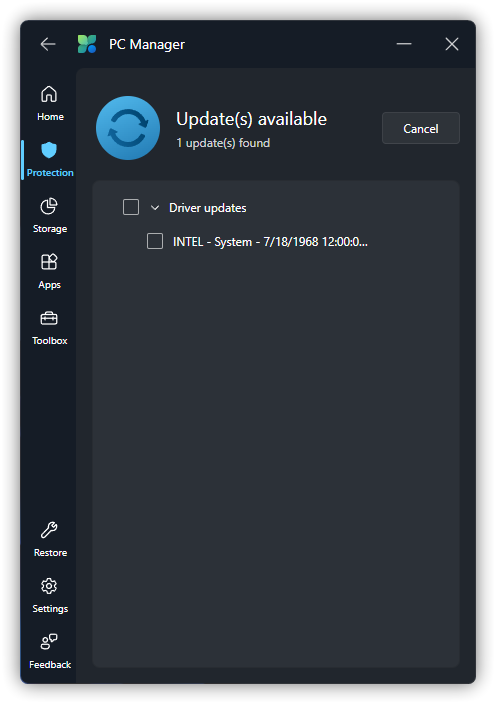 PC Manager
Home
Protection
Storage
Apps
Toolbox
Restore
Settings
Feedback
Update(s) available
1 update(s) found
Cancel
Driver updates
INTEL - System - 7/18/1968 12:00:0...